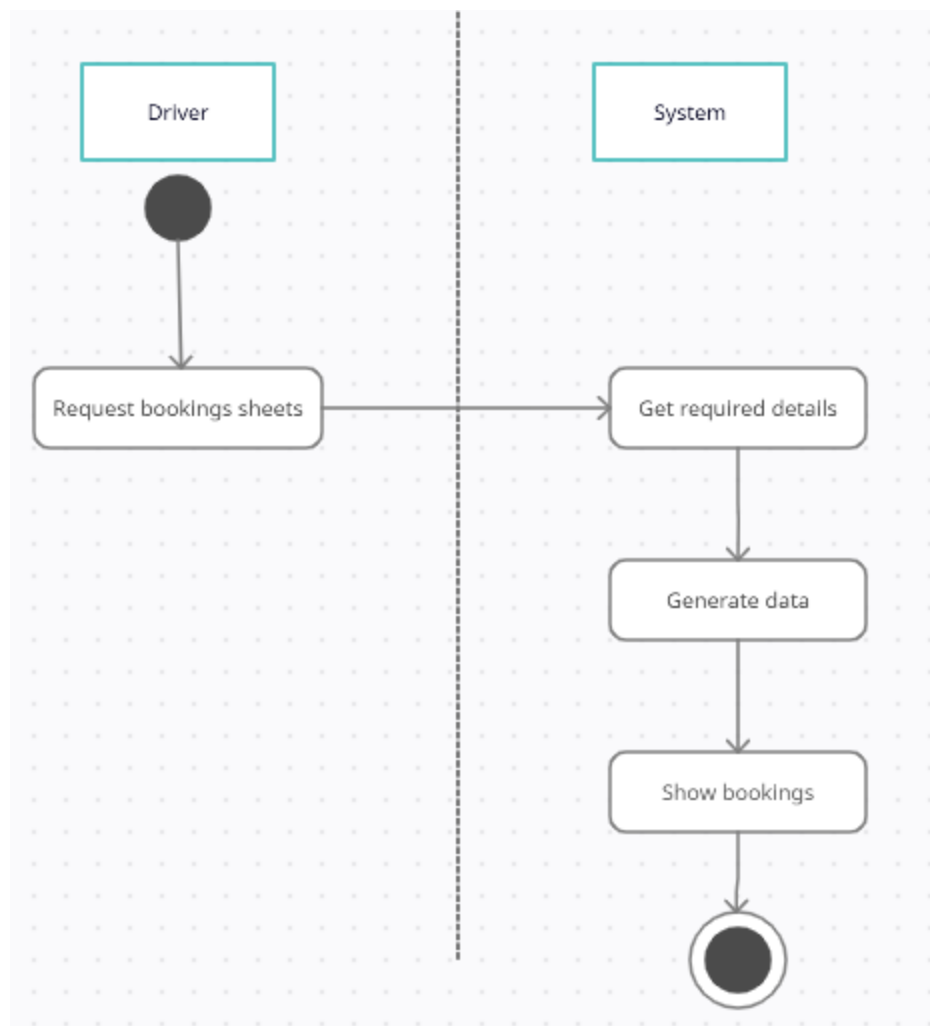 Driver
System
Request bookings sheets
Get required details
Generate data
Show bookings